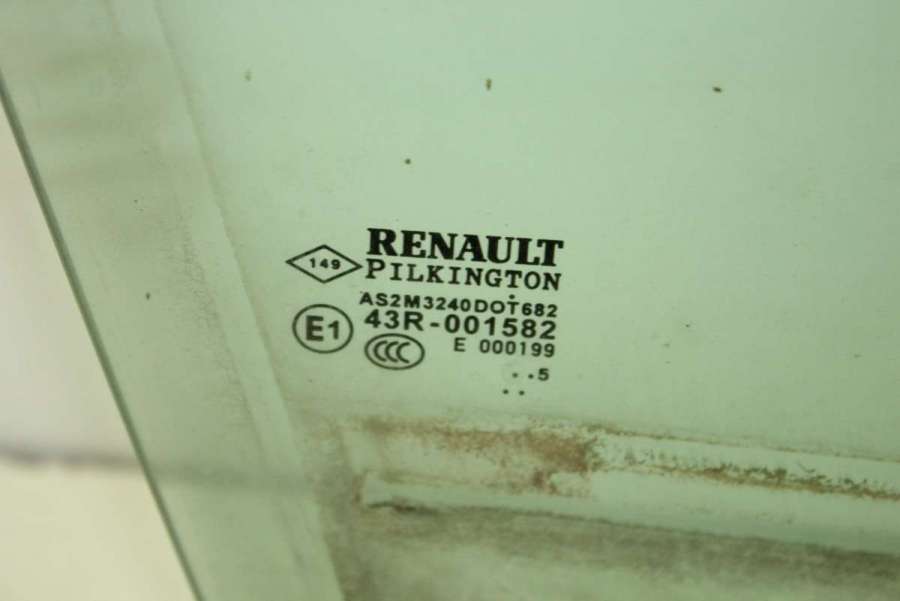 RENAULT
149
PILKINGTON
AS2M3240DOT682
E1
43R-001582
CCC
E 000199
..5
..